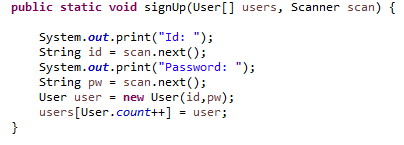 public static void signUp(User[] users, Scanner scan) {
System.out.print("Id: ");
String id = scan.next();
System.out.print("Password: ");
String pw = scan.next();
User user = new User(id,pw);
users[User.count++] = user;
}